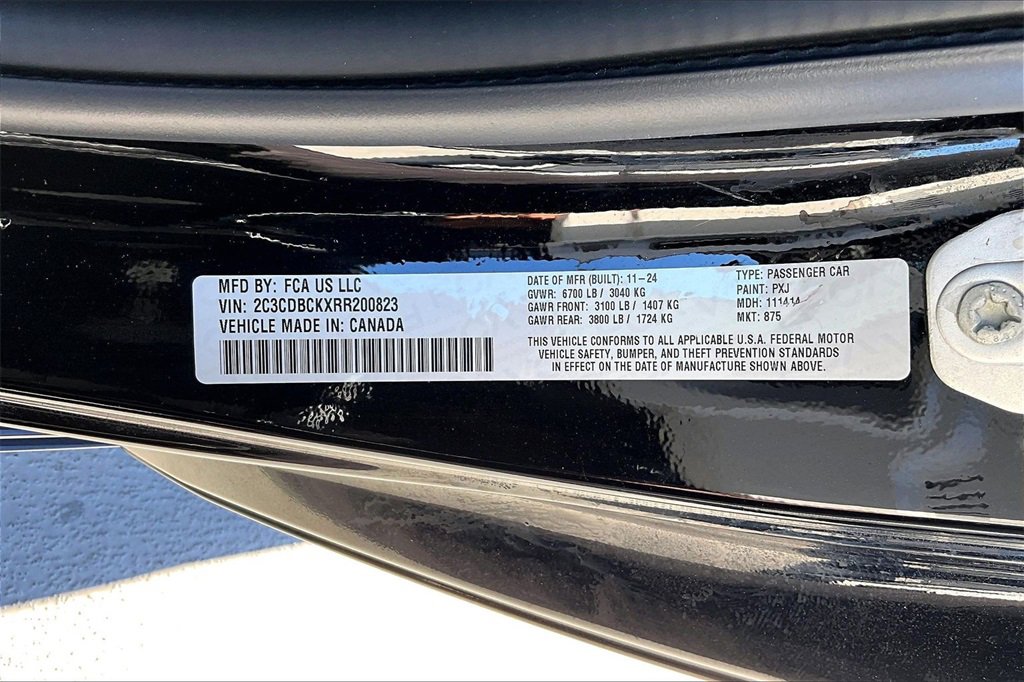 MFD BY: FCA US LLC
VIN: 2C3CDBCKXRR200823
VEHICLE MADE IN: CANADA
DATE OF MFR (BUILT): 11-24
GVWR: 6700 LB / 3040 KG
GAWR FRONT: 3100 LB / 1407 KG
GAWR REAR: 3800 LB / 1724 KG
TYPE: PASSENGER CAR
PAINT: PXJ
MDH: 111414
MKT: 875
THIS VEHICLE CONFORMS TO ALL APPLICABLE U.S.A. FEDERAL MOTOR
VEHICLE SAFETY, BUMPER, AND THEFT PREVENTION STANDARDS
IN EFFECT ON THE DATE OF MANUFACTURE SHOWN ABOVE.